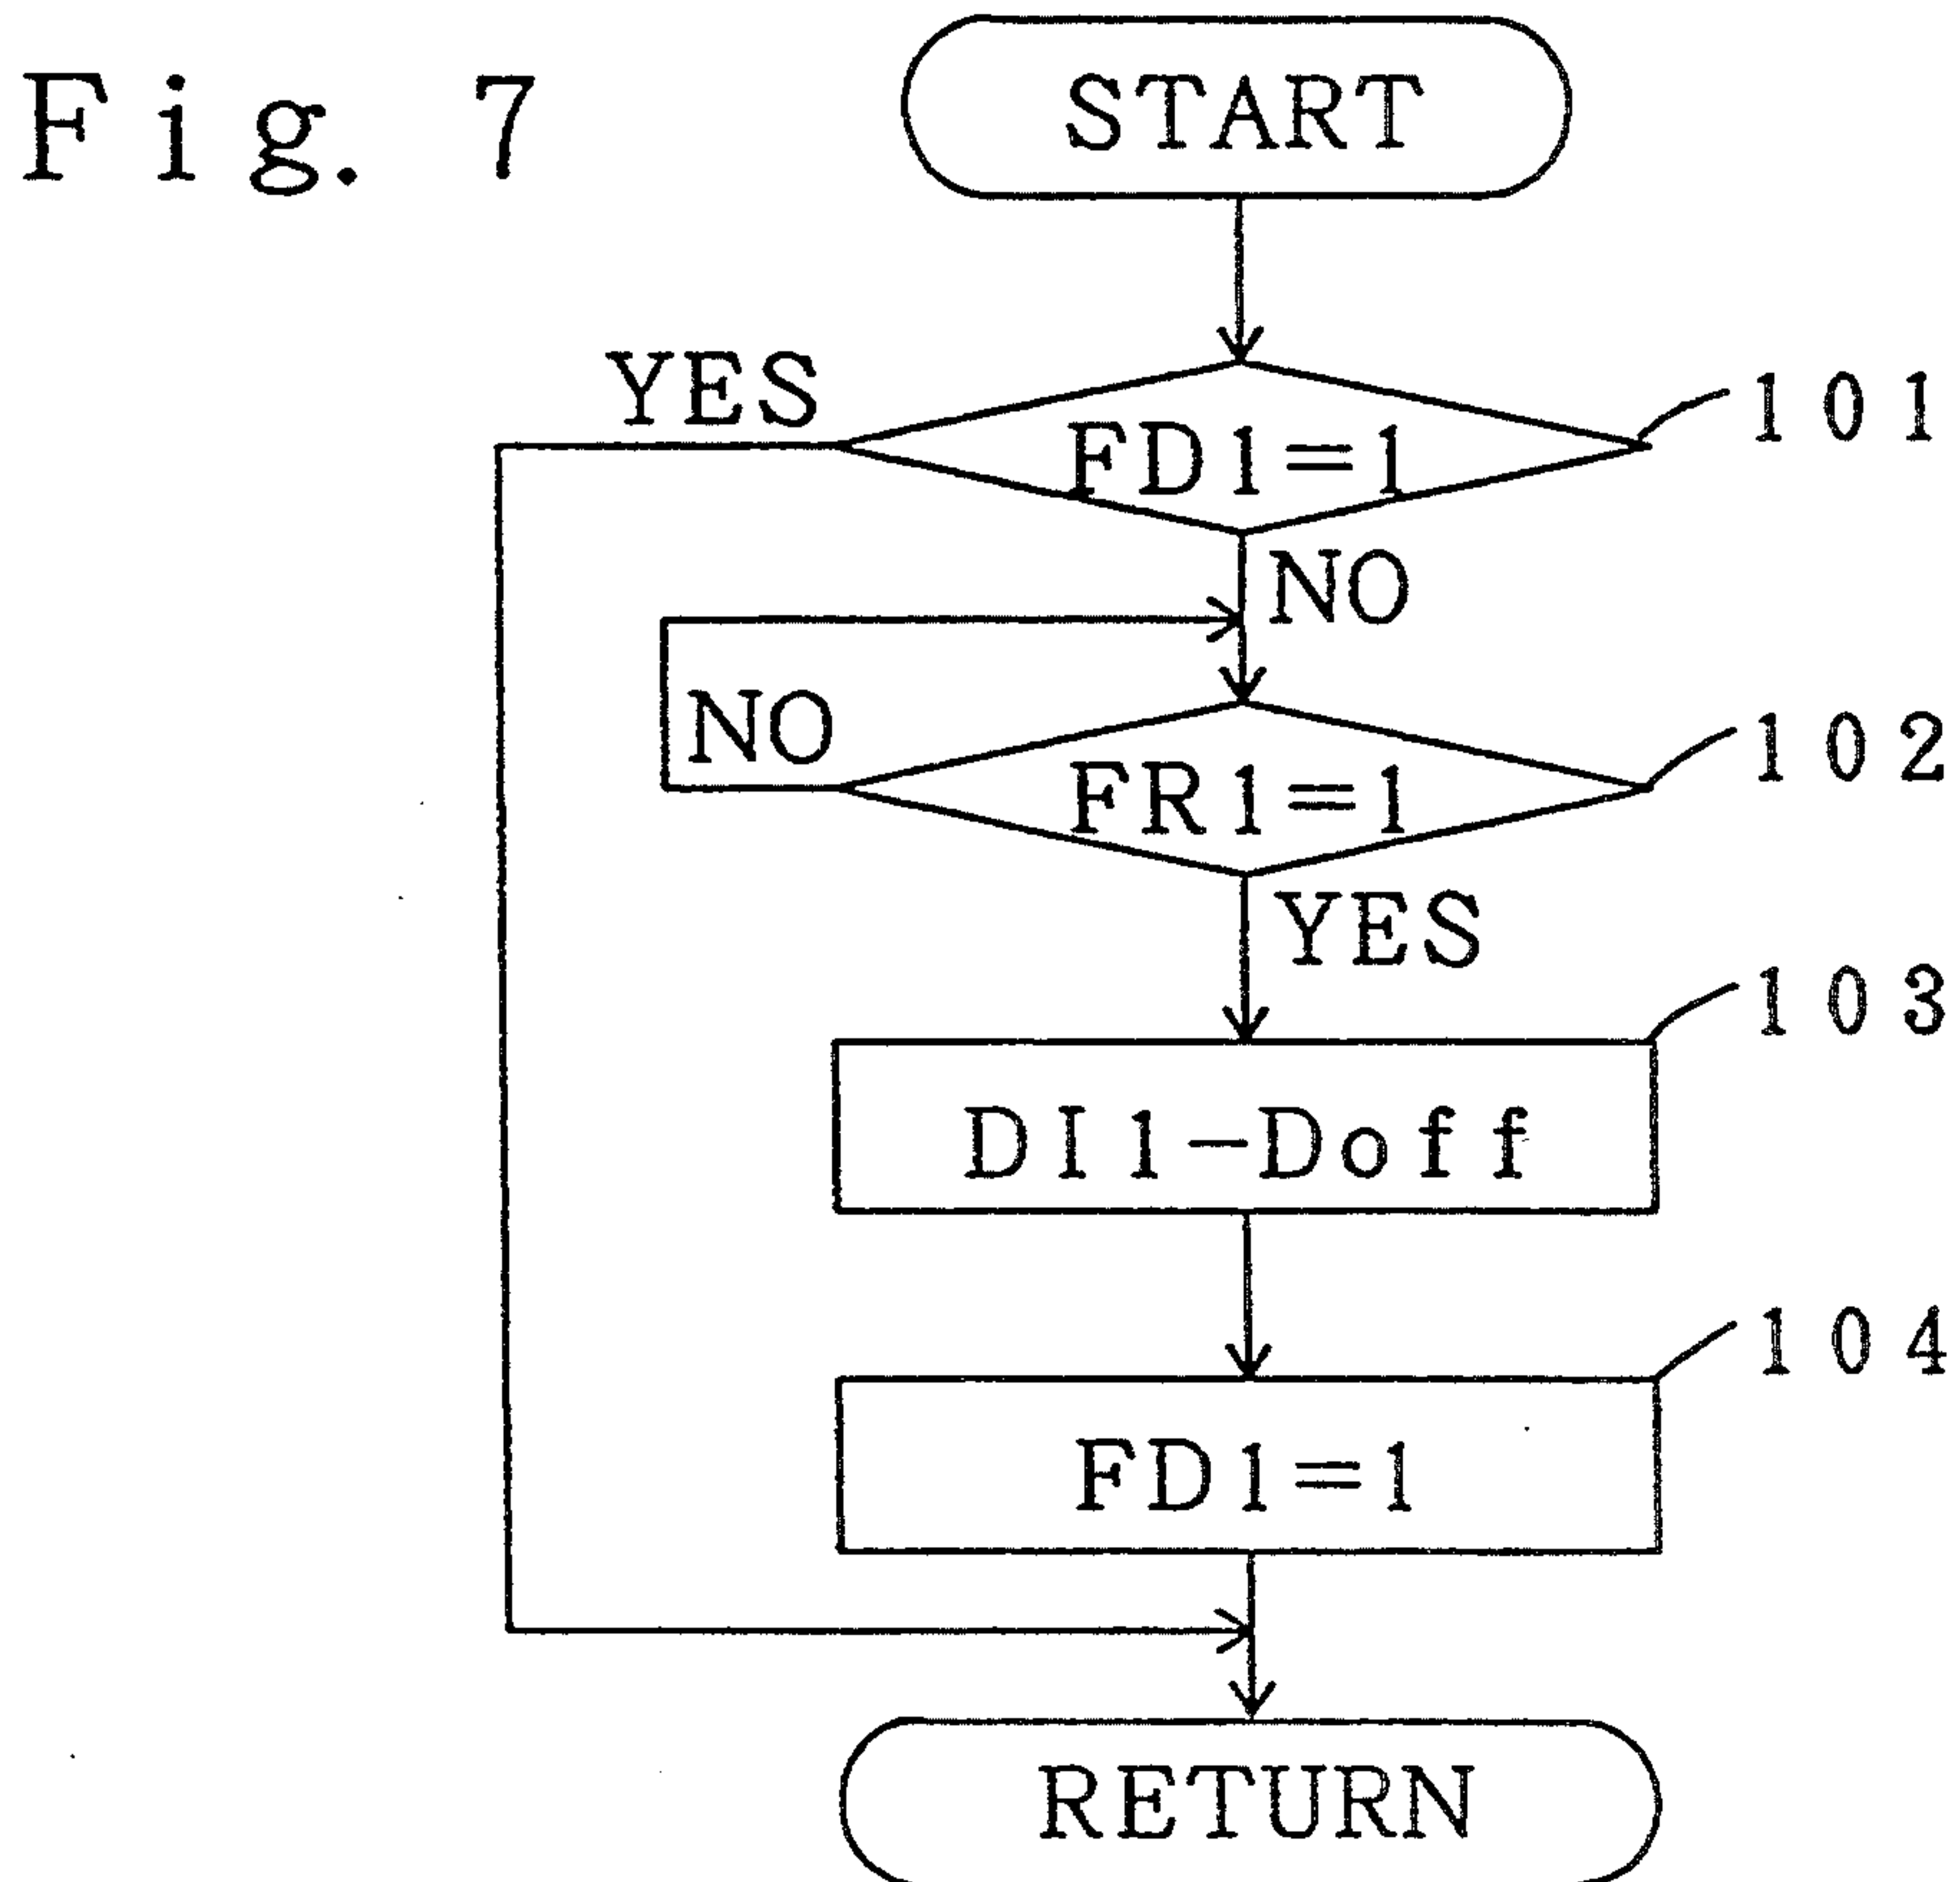 Fig. 7
START
YES
FD1=1
101
NO
NO
FR1=1
102
YES
103
DI1-Doff
104
FD1=1
RETURN